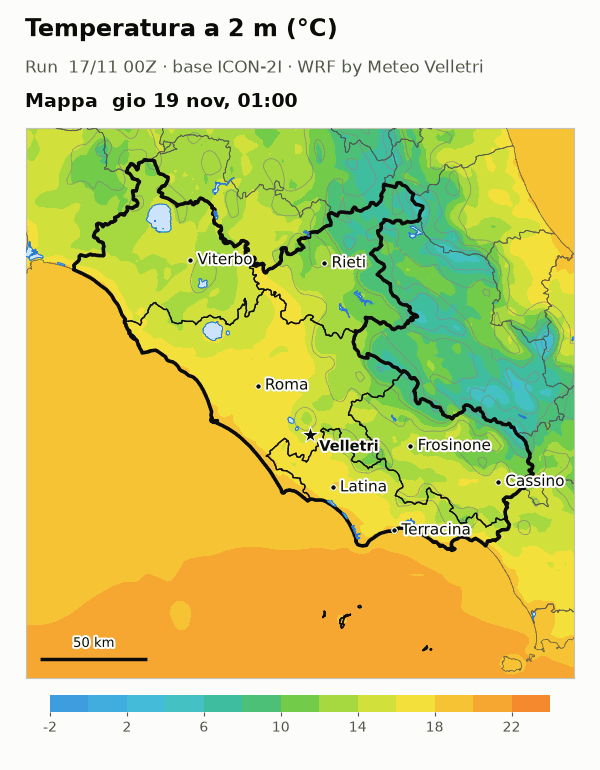 Temperatura a 2 m (°C)
Run  17/11 00Z · base ICON-2I · WRF by Meteo Velletri
Mappa  gio 19 nov, 01:00
Viterbo
Rieti
Roma
Velletri
Frosinone
Cassino
Latina
Terracina
50 km
-2 2 6 10 14 18 22